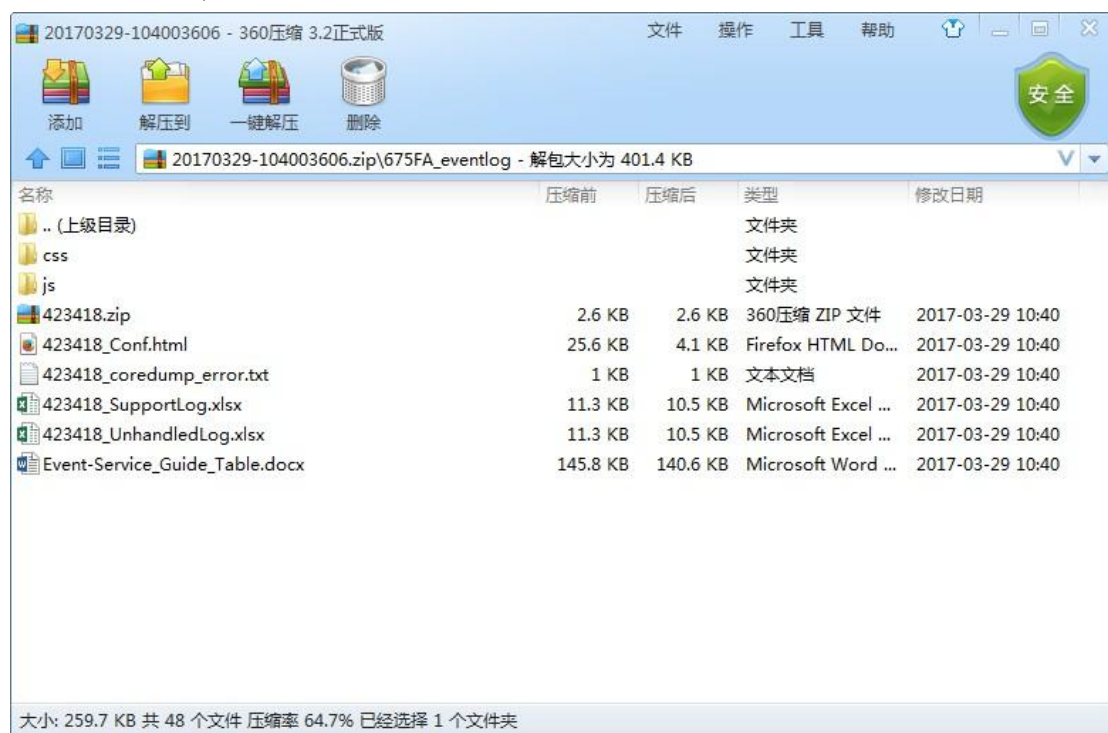 20170329-104003606 - 360压缩 3.2正式版 文件 操作 工具 帮助
安全
添加 解压到 一键解压 删除
20170329-104003606.zip\675FA_eventlog - 解包大小为 401.4 KB
名称 压缩前 压缩后 类型 修改日期
.. (上级目录) 文件夹
css 文件夹
js 文件夹
423418.zip 2.6 KB 2.6 KB 360压缩 ZIP 文件 2017-03-29 10:40
423418_Conf.html 25.6 KB 4.1 KB Firefox HTML Do... 2017-03-29 10:40
423418_coredump_error.txt 1 KB 1 KB 文本文档 2017-03-29 10:40
423418_SupportLog.xlsx 11.3 KB 10.5 KB Microsoft Excel ... 2017-03-29 10:40
423418_UnhandledLog.xlsx 11.3 KB 10.5 KB Microsoft Excel ... 2017-03-29 10:40
Event-Service_Guide_Table.docx 145.8 KB 140.6 KB Microsoft Word ... 2017-03-29 10:40
大小: 259.7 KB 共 48 个文件 压缩率 64.7% 已经选择 1 个文件夹